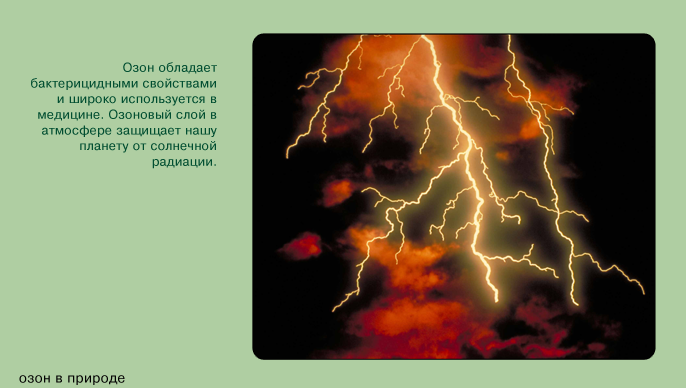 Озон обладает
бактерицидными свойствами
и широко используется в
медицине. Озоновый слой в
атмосфере защищает нашу
планету от солнечной
радиации.
озон в природе